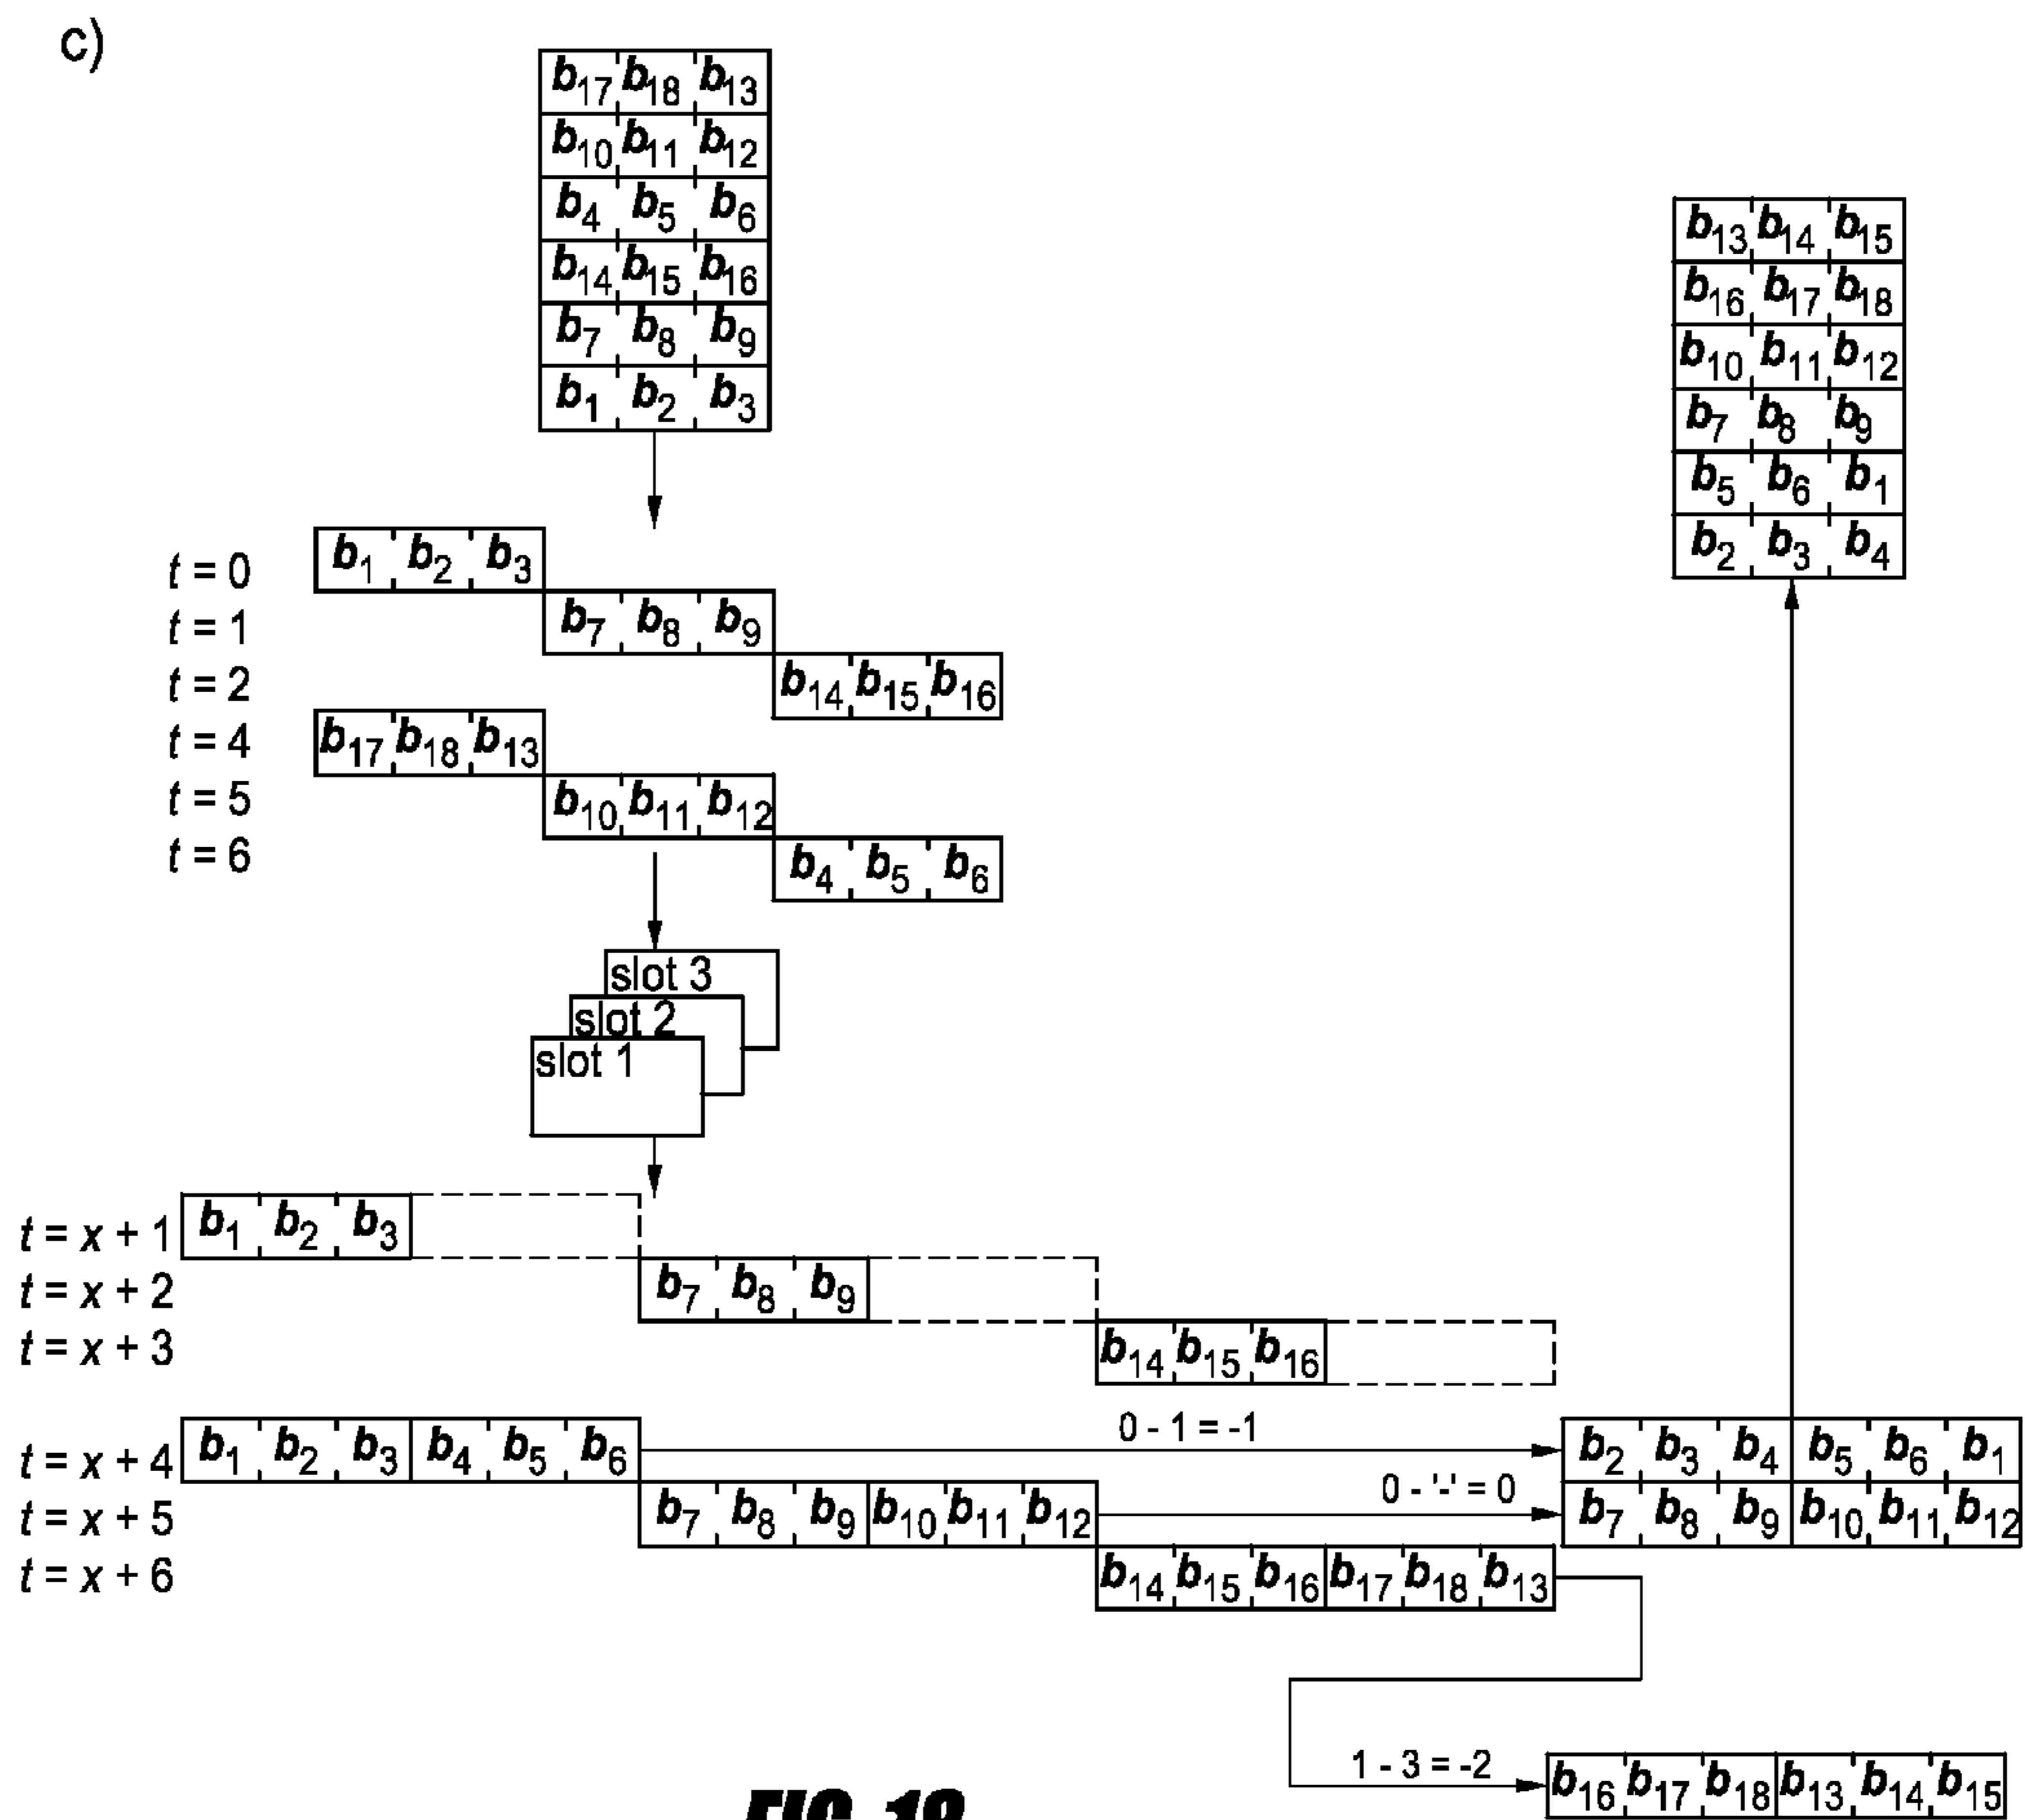 c)
b17 b18 b13
b10 b11 b12
b4 b5 b6
b14 b15 b16
b7 b8 b9
b1 b2 b3
b13 b14 b15
b16 b17 b18
b10 b11 b12
b7 b8 b9
b5 b6 b1
b2 b3 b4
t = 0 b1 b2 b3
t = 1 b7 b8 b9
t = 2 b14 b15 b16
t = 4 b17 b18 b13
t = 5 b10 b11 b12
t = 6 b4 b5 b6
slot 3
slot 2
slot 1
t = x + 1 b1 b2 b3
t = x + 2 b7 b8 b9
t = x + 3 b14 b15 b16
t = x + 4 b1 b2 b3 b4 b5 b6 0 - 1 = -1 b2 b3 b4 b5 b6 b1
t = x + 5 b7 b8 b9 b10 b11 b12 0 - '-' = 0 b7 b8 b9 b10 b11 b12
t = x + 6 b14 b15 b16 b17 b18 b13
1 - 3 = -2 b16 b17 b18 b13 b14 b15